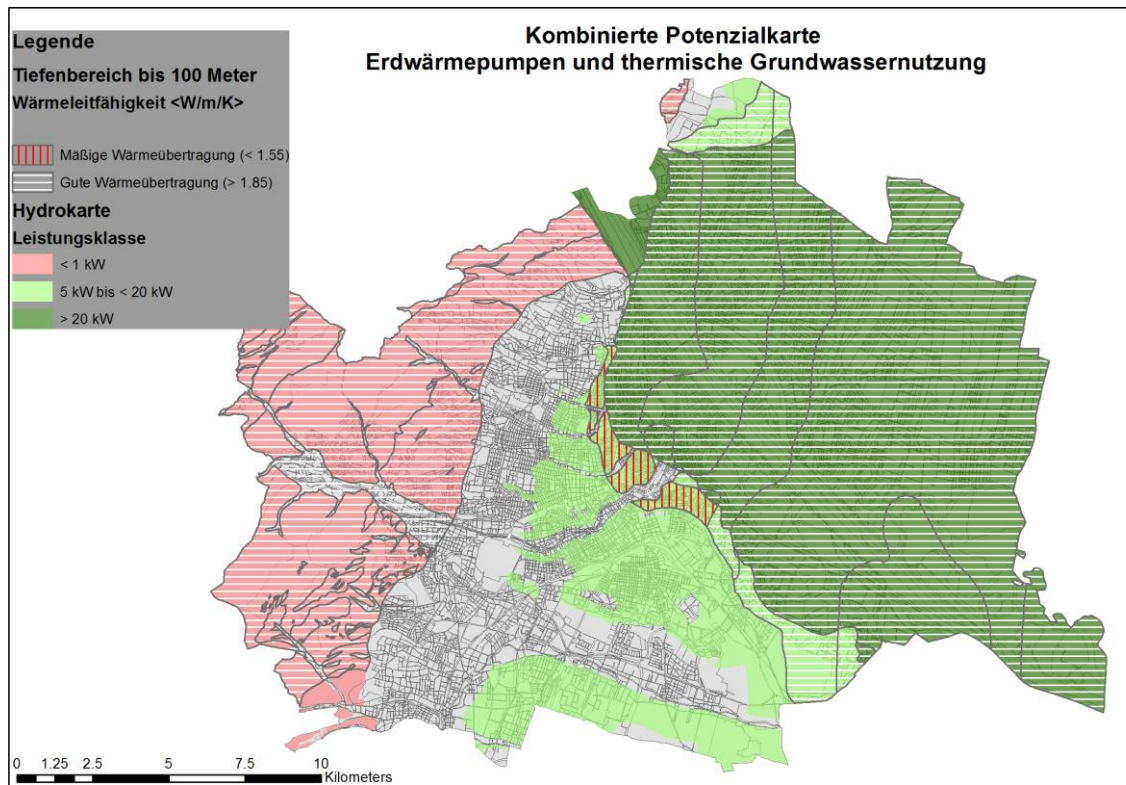 Kombinierte Potenzialkarte
Erdwärmepumpen und thermische Grundwassernutzung
Legende
Tiefenbereich bis 100 Meter
Wärmeleitfähigkeit <W/m/K>
Mäßige Wärmeübertragung (< 1.55)
Gute Wärmeübertragung (> 1.85)
Hydrokarte
Leistungsklasse
< 1 kW
5 kW bis < 20 kW
> 20 kW
0 1.25 2.5 5 7.5 10
Kilometers